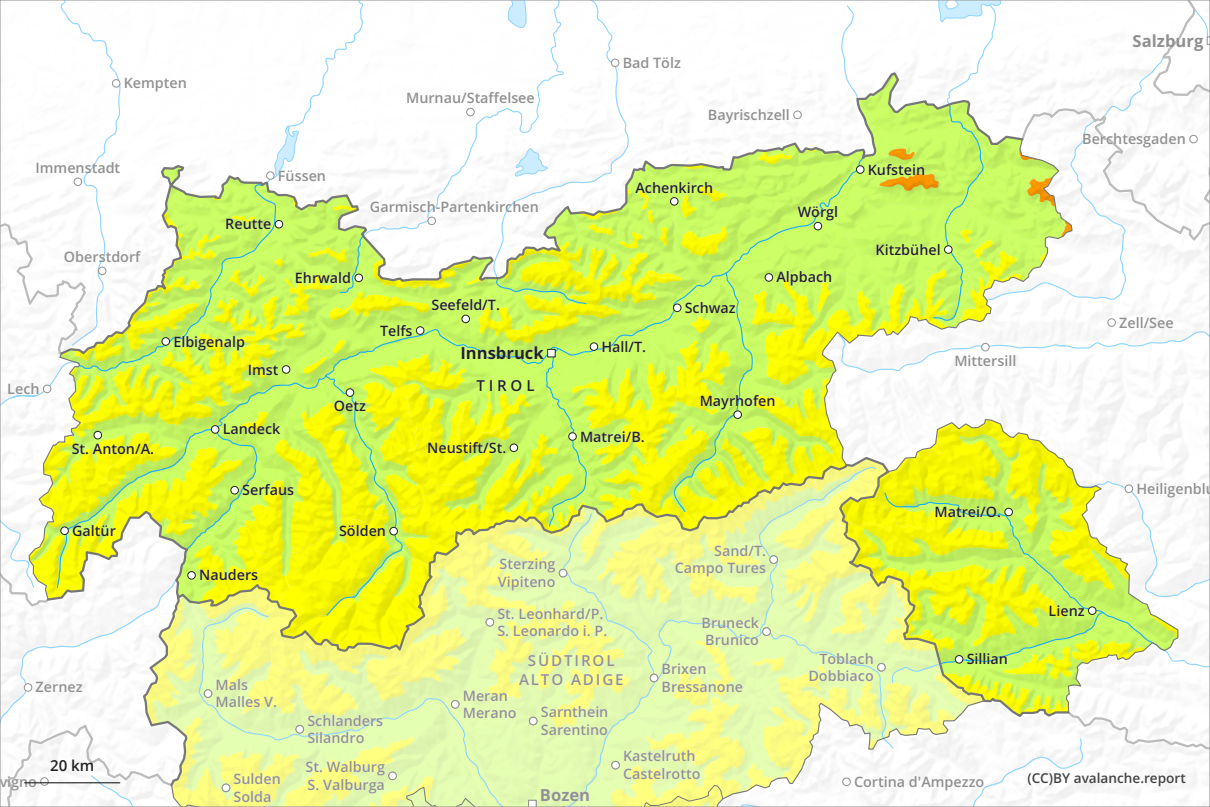 Salzburg
Bad Tölz
Kempten
Murnau/Staffelsee
Bayrischzell
Berchtesgaden
Immenstadt
Füssen
Kufstein
Achenkirch
Garmisch-Partenkirchen
Wörgl
Reutte
Kitzbühel
Oberstdorf
Ehrwald
Alpbach
Seefeld/T.
Schwaz
Zell/See
Telfs
Elbigenalp
Innsbruck
Hall/T.
Mittersill
Imst
TIROL
Lech
Oetz
Mayrhofen
Landeck
Matrei/B.
St. Anton/A.
Neustift/St.
Serfaus
Heiligenblu
Matrei/O.
Galtür
Sölden
Sand/T.
Campo Tures
Sterzing
Vipiteno
Nauders
Lienz
St. Leonhard/P.
S. Leonardo i. P.
Bruneck
Brunico
SÜDTIROL
ALTO ADIGE
Toblach
Dobbiaco
Sillian
Brixen
Bressanone
Zernez
Mals
Malles V.
Meran
Merano
Sarnthein
Sarentino
Schlanders
Silandro
Kastelruth
Castelrotto
20 km
St. Walburg
S. Valburga
vigno
Sulden
Solda
Cortina d'Ampezzo
(CC)BY avalanche.report
Bozen